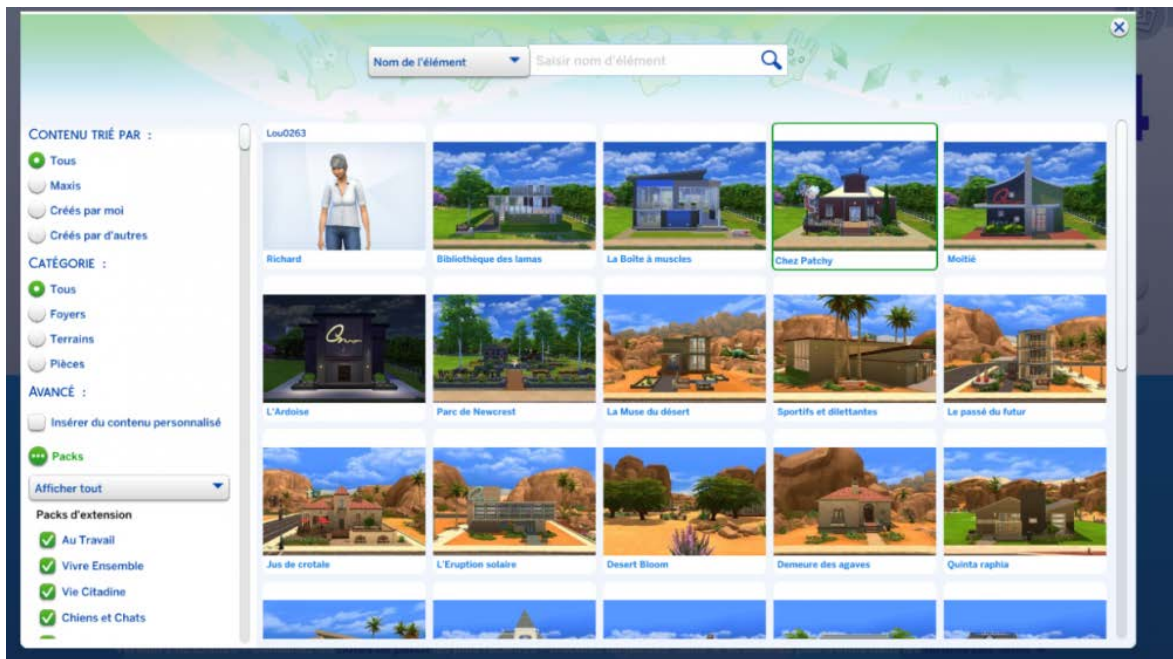 Nom de l'élément
Saisir nom d'élément
CONTENU TRIÉ PAR :
Tous
Maxis
Créés par moi
Créés par d'autres
CATÉGORIE :
Tous
Foyers
Terrains
Pièces
AVANCÉ :
Insérer du contenu personnalisé
Packs
Afficher tout
Packs d'extension
Au Travail
Vivre Ensemble
Vie Citadine
Chiens et Chats
Lou0263
Richard
Bibliothèque des lamas
La Boîte à muscles
Chez Patchy
Moitié
L'Ardoise
Parc de Newcrest
La Muse du désert
Sportifs et dilettantes
Le passé du futur
Jus de crotale
L'Eruption solaire
Desert Bloom
Demeure des agaves
Quinta raphia